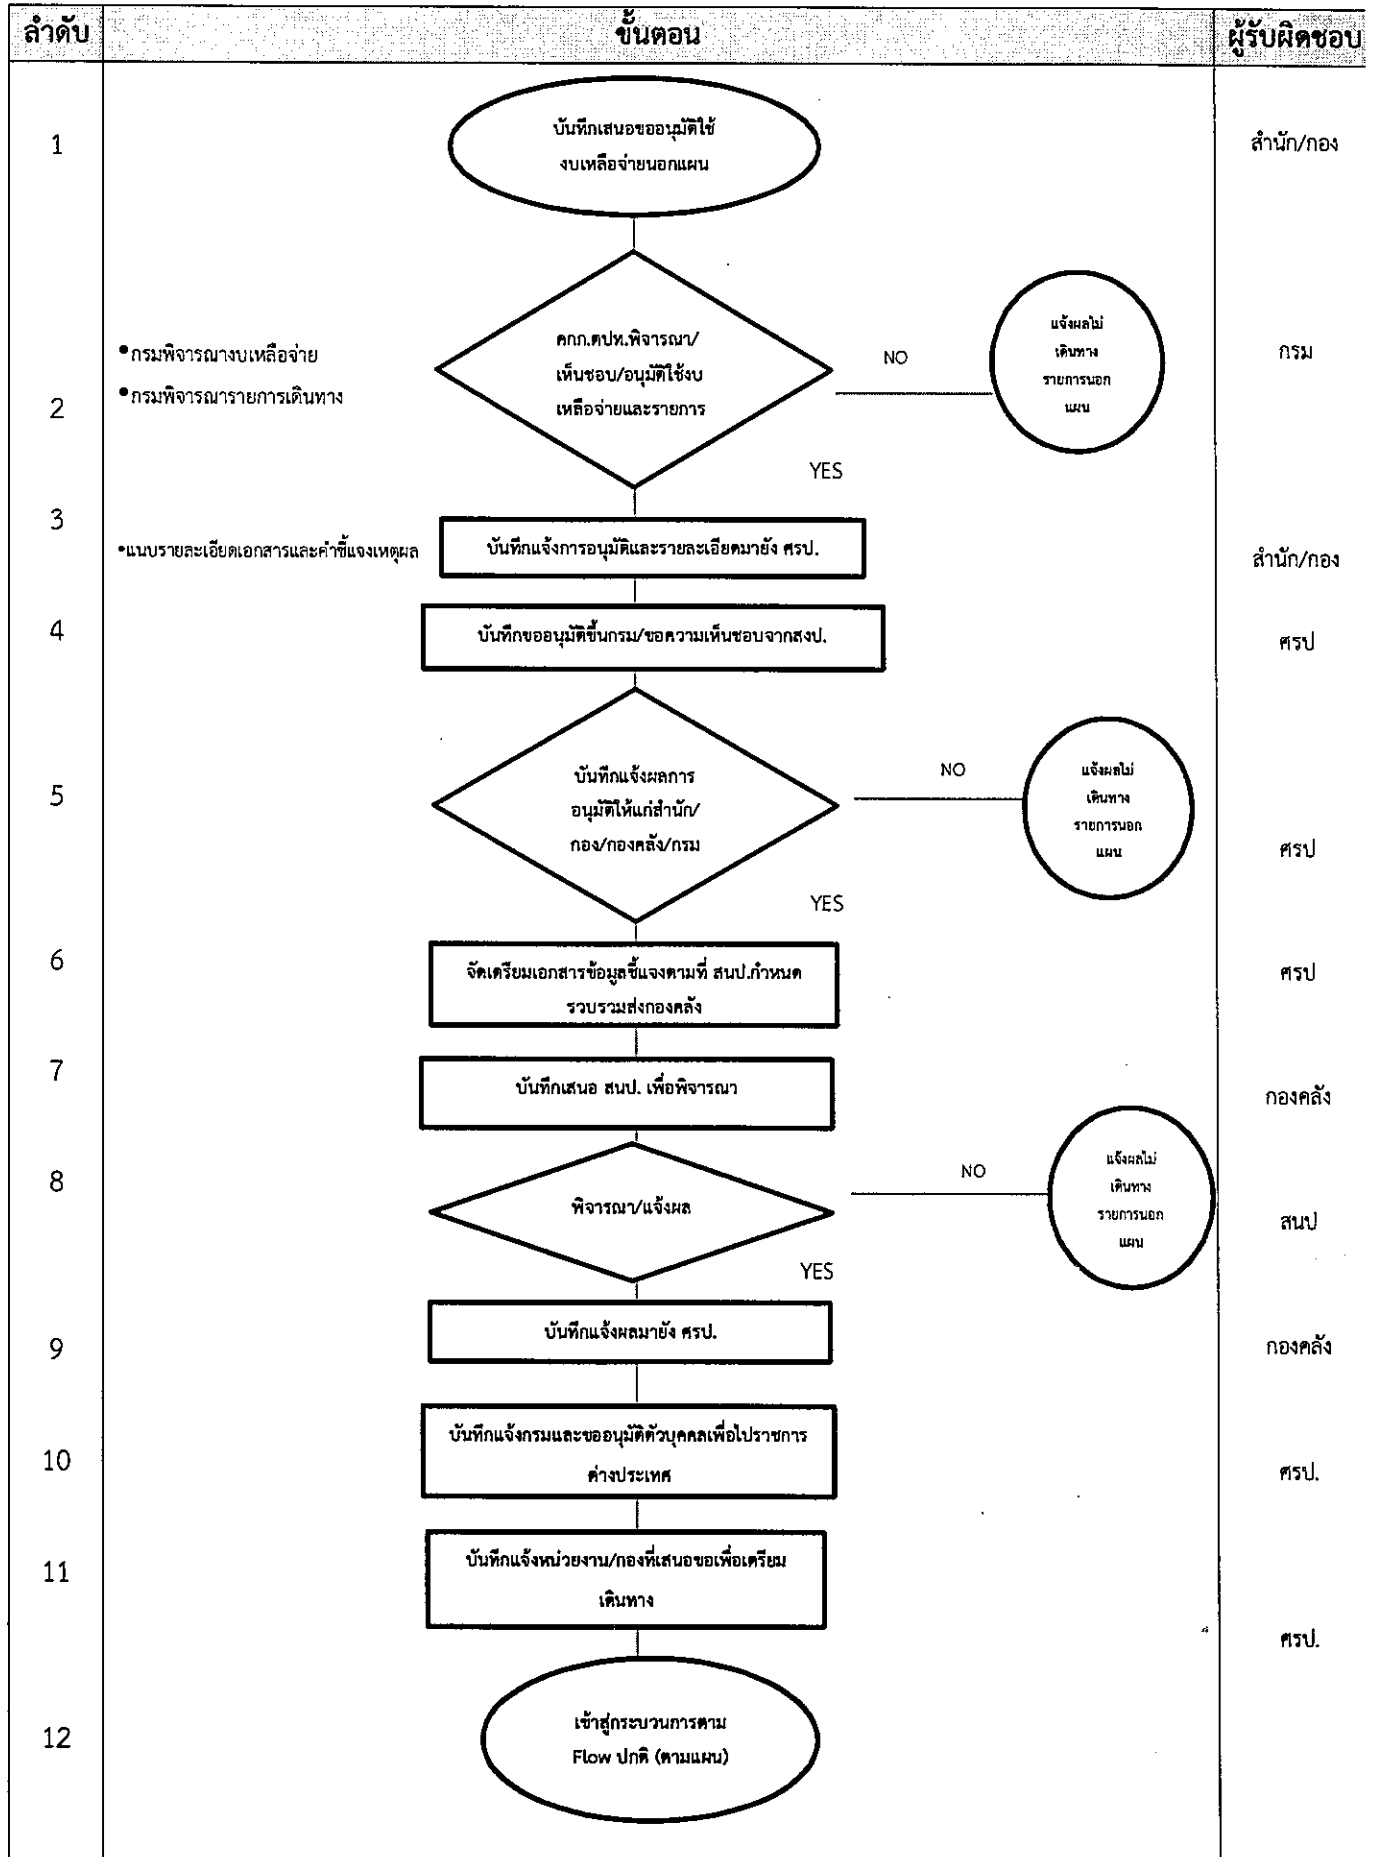 ลำดับ
ขั้นตอน
ผู้รับผิดชอบ
1
บันทึกเสนอขออนุมัติใช้
งบเหลือจ่ายนอกแผน
สำนัก/กอง
2
•กรมพิจารณางบเหลือจ่าย
•กรมพิจารณารายการเดินทาง
คกก.ตปท.พิจารณา/
เห็นชอบ/อนุมัติใช้งบ
เหลือจ่ายและรายการ
NO
แจ้งผลไม่
เดินทาง
รายการนอก
แผน
กรม
YES
3
•แนบรายละเอียดเอกสารและคำชี้แจงเหตุผล
บันทึกแจ้งการอนุมัติและรายละเอียดมายัง ศรป.
สำนัก/กอง
4
บันทึกขออนุมัติขึ้นกรม/ขอความเห็นชอบจากสงป.
ศรป
5
บันทึกแจ้งผลการ
อนุมัติให้แก่สำนัก/
กอง/กองคลัง/กรม
NO
แจ้งผลไม่
เดินทาง
รายการนอก
แผน
ศรป
YES
6
จัดเตรียมเอกสารข้อมูลชี้แจงตามที่ สนป.กำหนด
รวบรวมส่งกองคลัง
ศรป
7
บันทึกเสนอ สนป. เพื่อพิจารณา
กองคลัง
8
พิจารณา/แจ้งผล
NO
แจ้งผลไม่
เดินทาง
รายการนอก
แผน
สนป
YES
9
บันทึกแจ้งผลมายัง ศรป.
กองคลัง
10
บันทึกแจ้งกรมและขออนุมัติตัวบุคคลเพื่อไปราชการ
ต่างประเทศ
ศรป.
11
บันทึกแจ้งหน่วยงาน/กองที่เสนอขอเพื่อเตรียม
เดินทาง
ศรป.
12
เข้าสู่กระบวนการตาม
Flow ปกติ (ตามแผน)